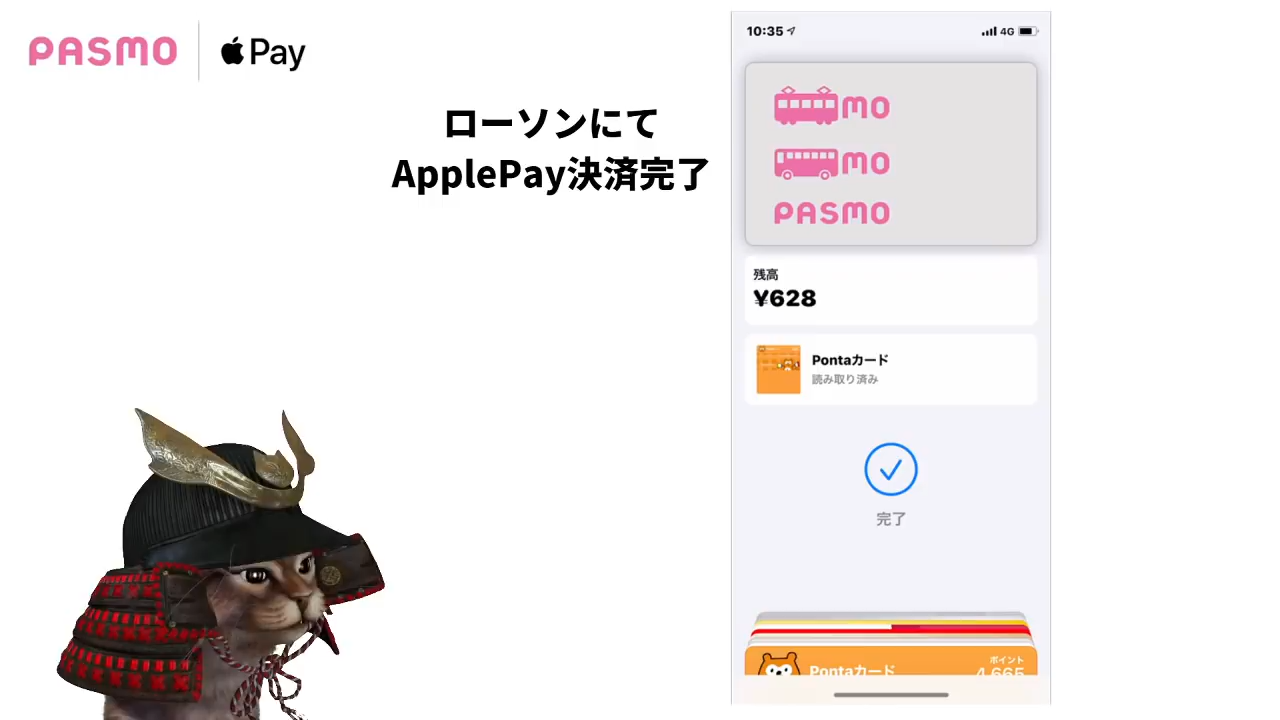 PASMO
Pay
ローソンにて
ApplePay決済完了
10:35
4G
MO
MO
PASMO
残高
¥628
Pontaカード
読み取り済み
完了
Pontaカード
ポイント
4,665